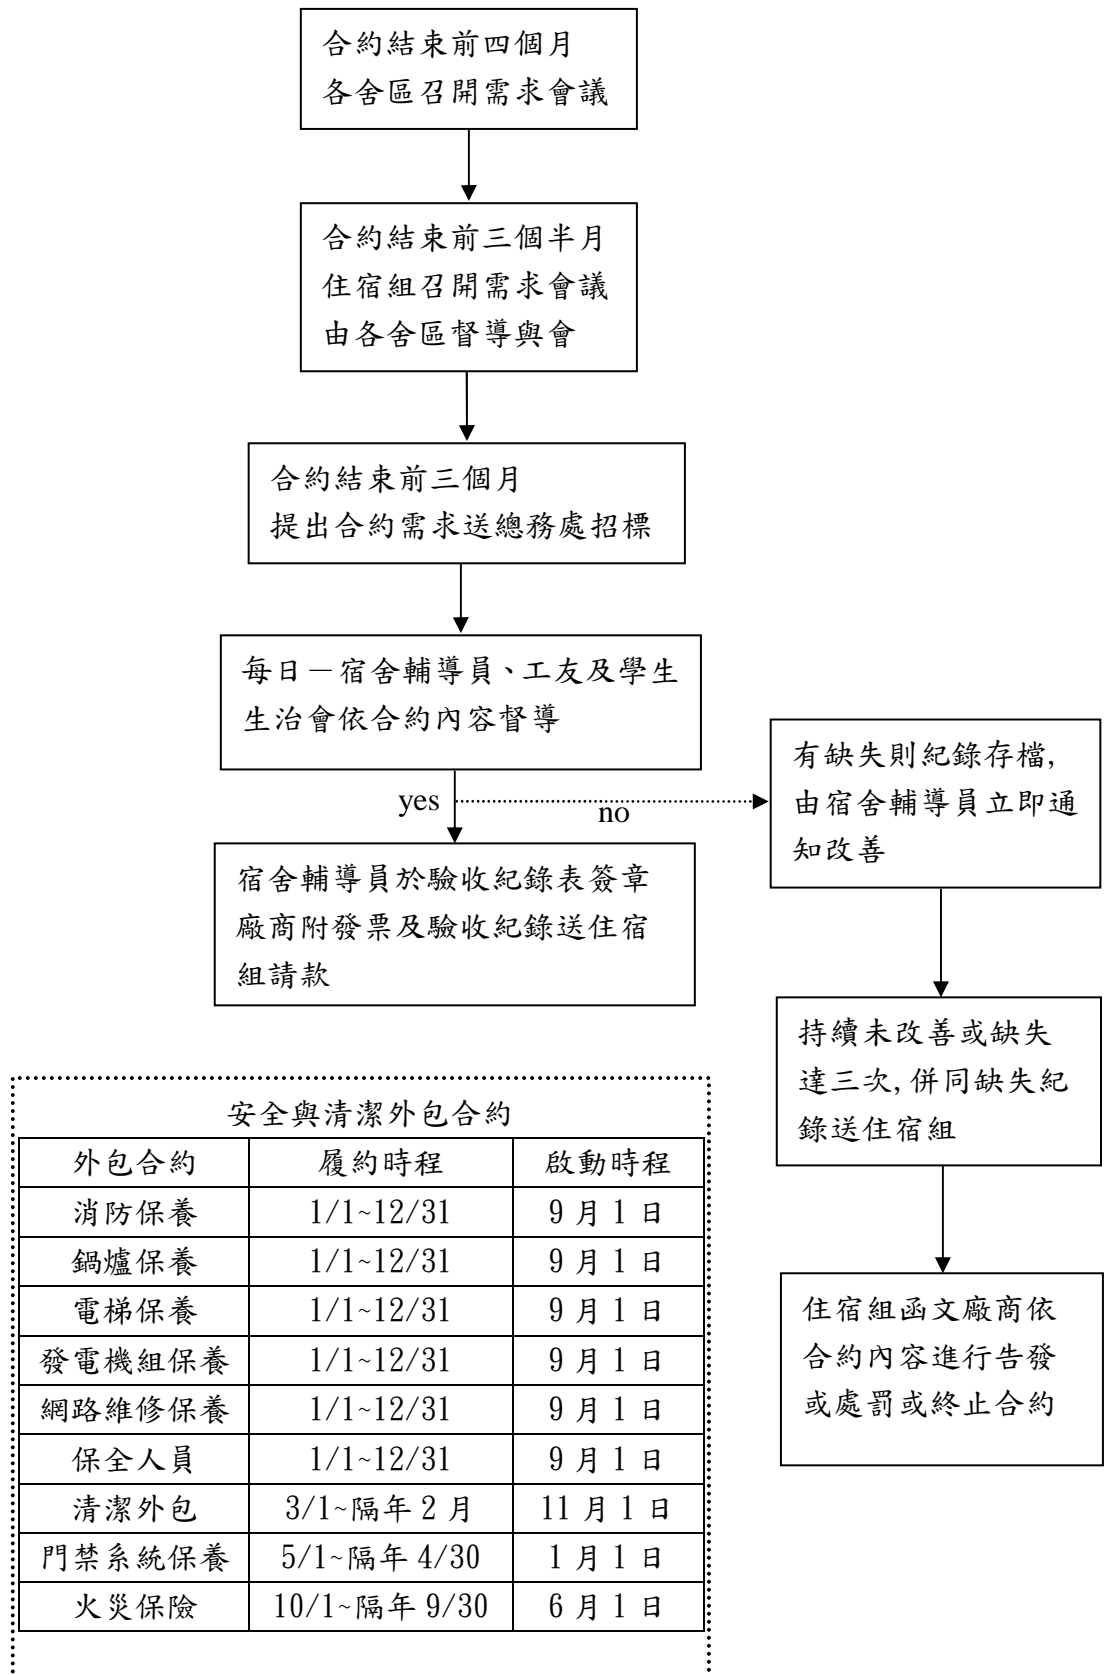 合約結束前四個月
各舍區召開需求會議
合約結束前三個半月
住宿組召開需求會議
由各舍區督導與會
合約結束前三個月
提出合約需求送總務處招標
每日－宿舍輔導員、工友及學生
生治會依合約內容督導
yes
no
有缺失則紀錄存檔,
由宿舍輔導員立即通
知改善
宿舍輔導員於驗收紀錄表簽章
廠商附發票及驗收紀錄送住宿
組請款
持續未改善或缺失
達三次,併同缺失紀
錄送住宿組
住宿組函文廠商依
合約內容進行告發
或處罰或終止合約
安全與清潔外包合約
外包合約 履約時程 啟動時程
消防保養 1/1~12/31 9 月 1 日
鍋爐保養 1/1~12/31 9 月 1 日
電梯保養 1/1~12/31 9 月 1 日
發電機組保養 1/1~12/31 9 月 1 日
網路維修保養 1/1~12/31 9 月 1 日
保全人員 1/1~12/31 9 月 1 日
清潔外包 3/1~隔年 2 月 11 月 1 日
門禁系統保養 5/1~隔年 4/30 1 月 1 日
火災保險 10/1~隔年 9/30 6 月 1 日